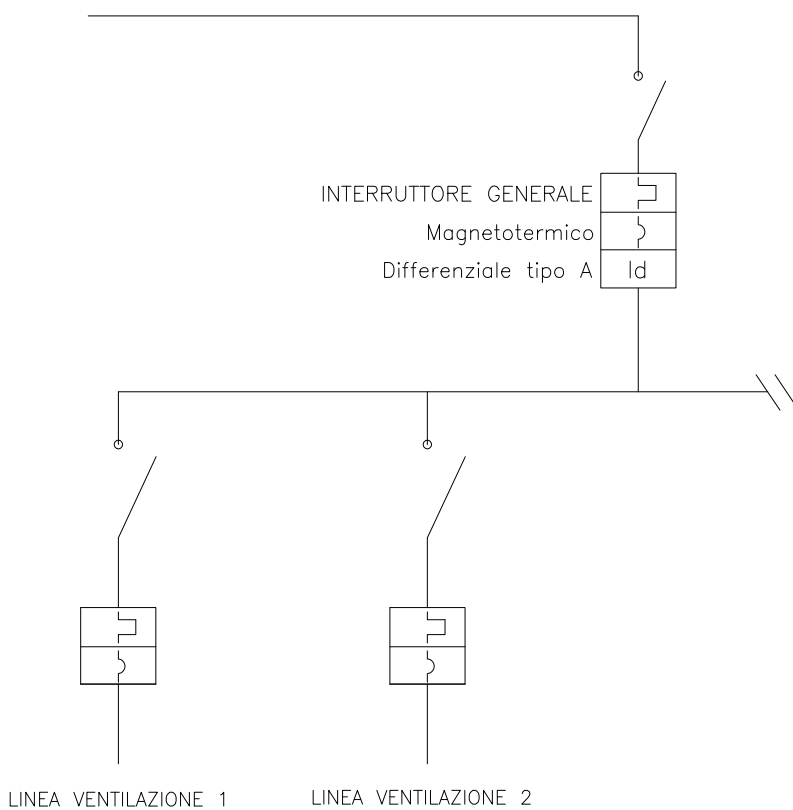 INTERRUTTORE GENERALE
Magnetotermico
Differenziale tipo A
Id
LINEA VENTILAZIONE 1
LINEA VENTILAZIONE 2